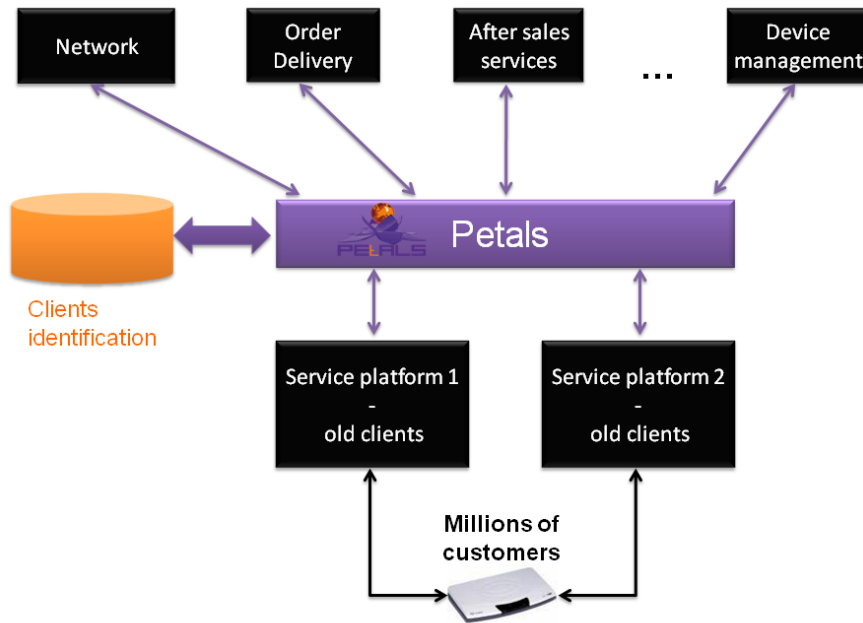 Network
Order
Delivery
After sales
services
...
Device
management
PEtALS
Petals
Clients
identification
Service platform 1
-
old clients
Service platform 2
-
old clients
Millions of
customers